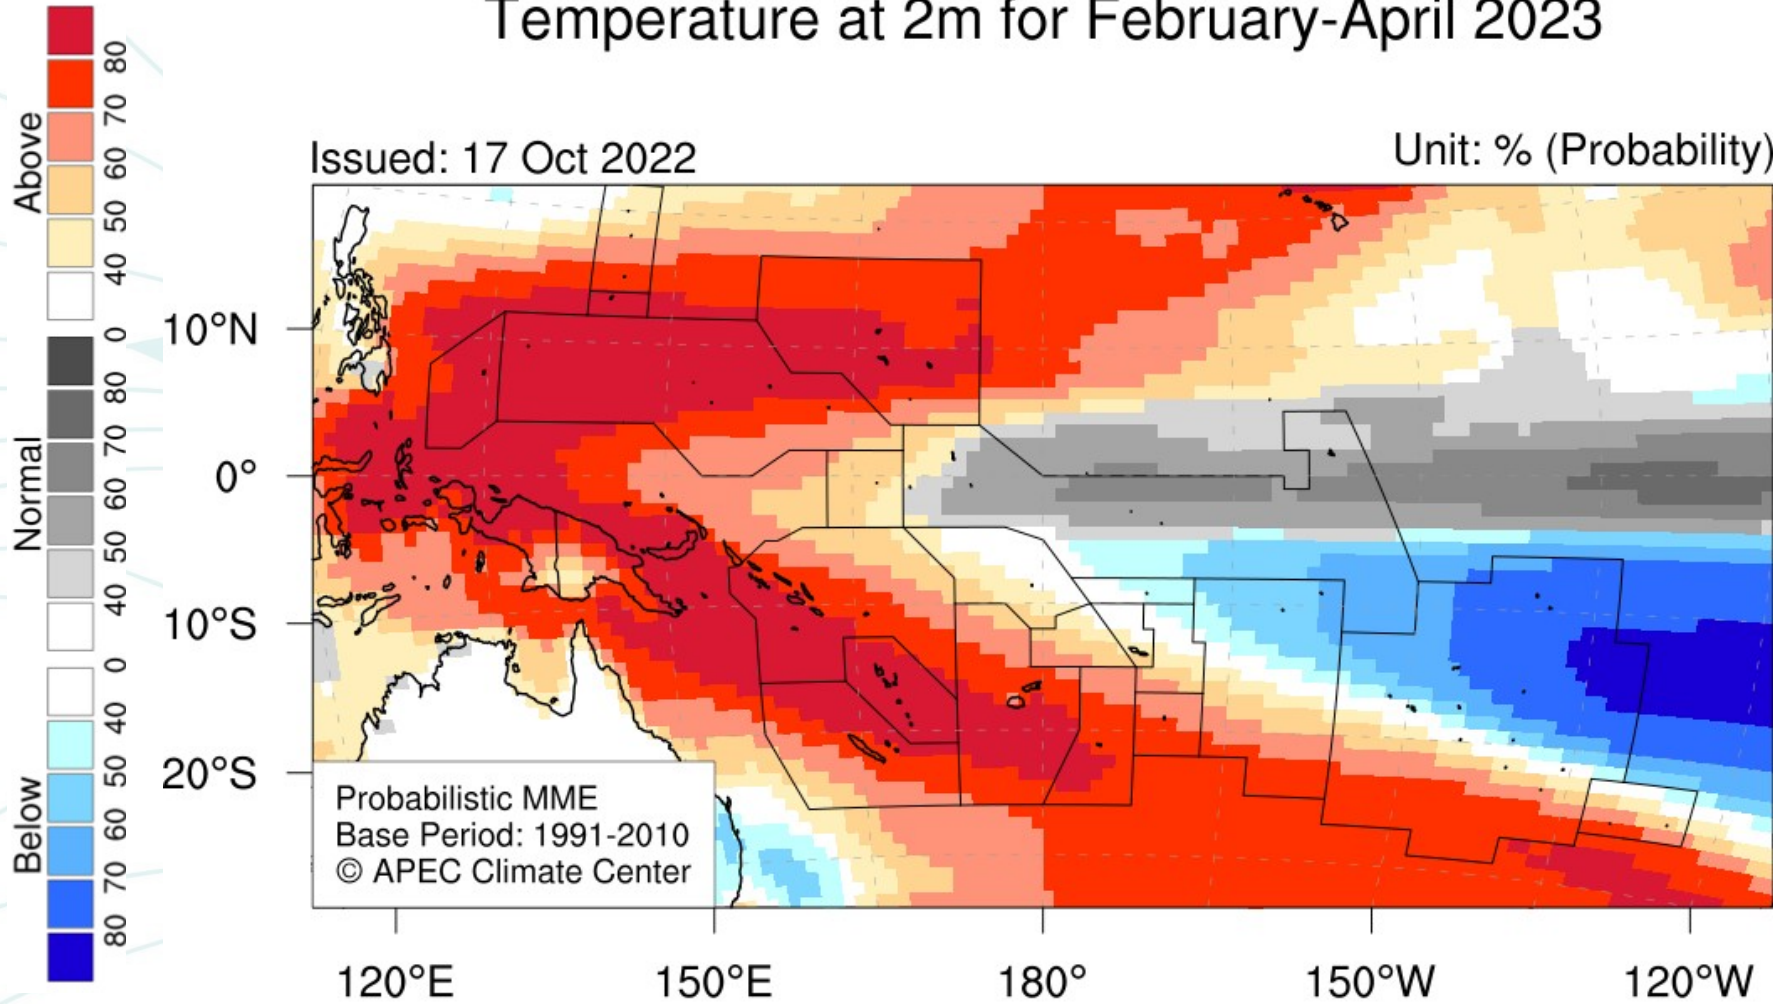 Temperature at 2m for February-April 2023
Issued: 17 Oct 2022
Unit: % (Probability)
Above
80
70
60
50
40
0
Normal
80
70
60
50
40
0
Below
40
50
60
70
80
10°N
0°
10°S
20°S
Probabilistic MME
Base Period: 1991-2010
© APEC Climate Center
120°E 150°E 180° 150°W 120°W